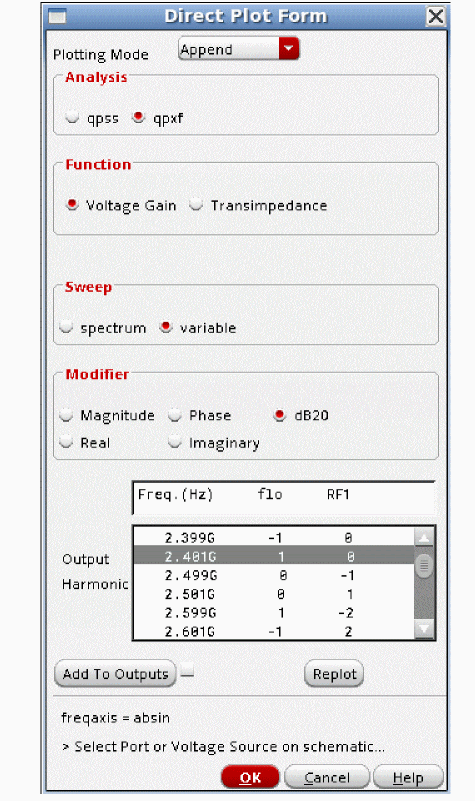 Direct Plot Form
Plotting Mode Append
Analysis
qpss qpxf
Function
Voltage Gain Transimpedance
Sweep
spectrum variable
Modifier
Magnitude Phase dB20
Real Imaginary
Freq.(Hz) flo RF1
2.399G -1 0
2.401G 1 0
2.499G 0 -1
2.501G 0 1
2.599G 1 -2
2.601G -1 2
Output
Harmonic
Add To Outputs Replot
freqaxis = absin
> Select Port or Voltage Source on schematic...
OK Cancel Help